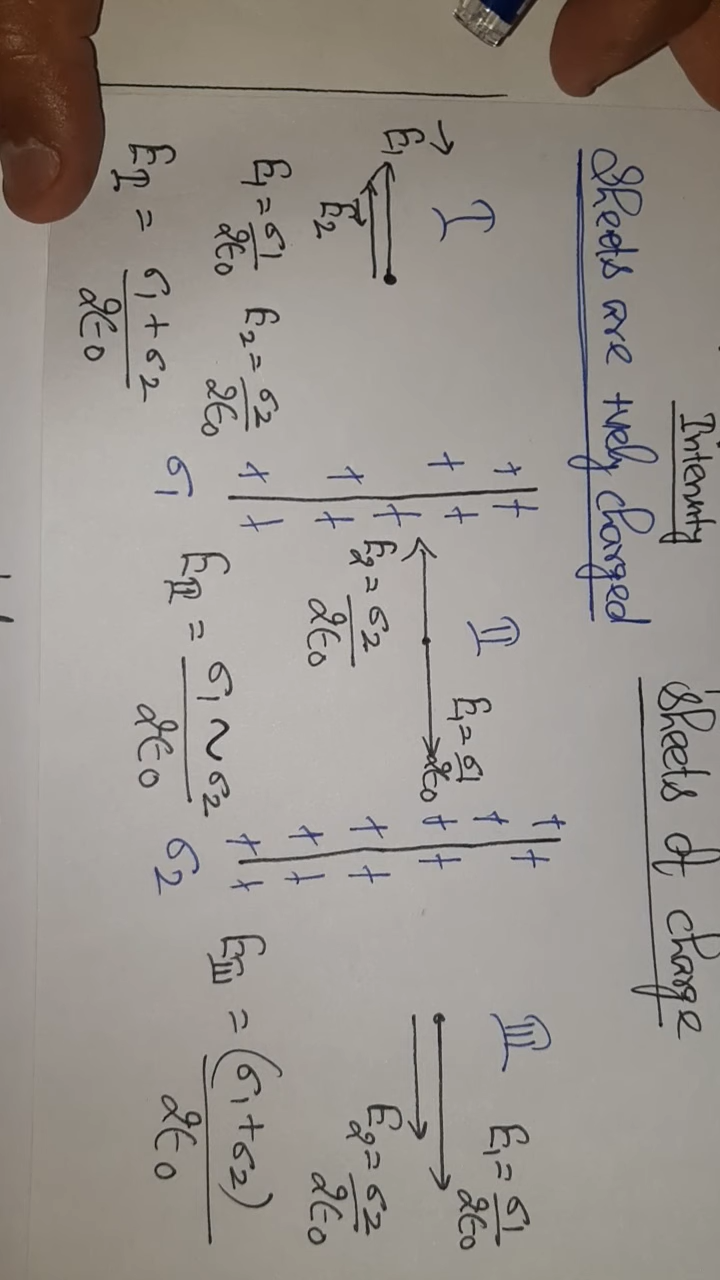 Intensity
Sheets of charge
Sheets are +vely charged
I
II
III
E₁
E₂
E₁ = σ₁/2ε₀ E₂ = σ₂/2ε₀
E_I = σ₁ + σ₂/2ε₀
+ + + +
+ + + + +
σ₁
E₁ = σ₁/2ε₀
E₂ = σ₂/2ε₀
E_II = σ₁ ~ σ₂/2ε₀
+ + + + + +
+ + + + +
σ₂
E₁ = σ₁/2ε₀
E₂ = σ₂/2ε₀
E_III = (σ₁ + σ₂)/2ε₀